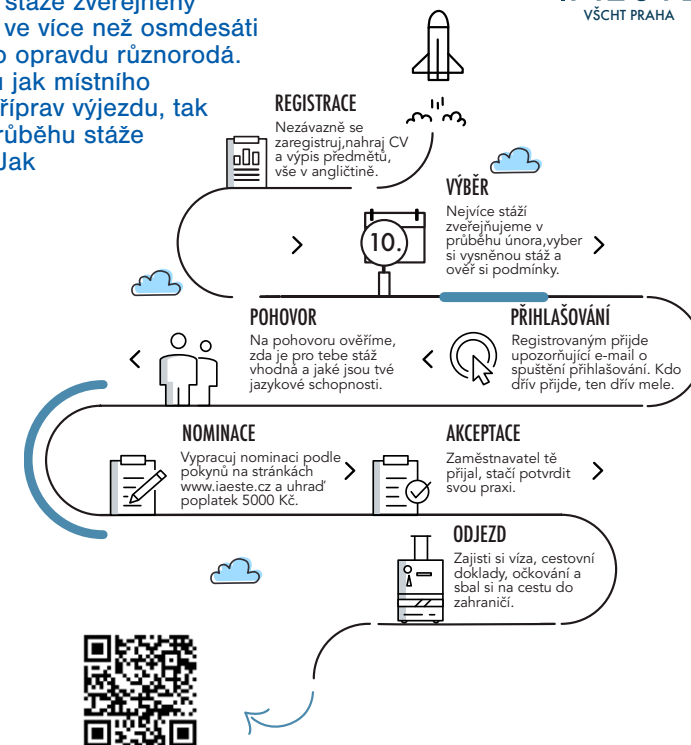 stáže zveřejněny
ve více než osmdesáti
opravdu různorodá.
jak místního
výjezdu, tak
průběhu stáže
Jak
VŠCHT PRAHA
REGISTRACE
Nezávazně se
zaregistruj,nahraj CV
a výpis předmětů,
vše v angličtině.
VÝBĚR
Nejvíce stáží
zveřejňujeme v
průběhu února,vyber
si vysněnou stáž a
ověř si podmínky.
10.
POHOVOR
Na pohovoru ověříme,
zda je pro tebe stáž
vhodná a jaké jsou tvé
jazykové schopnosti.
PŘIHLAŠOVÁNÍ
Registrovaným přijde
upozorňující e-mail o
spuštění přihlašování. Kdo
dřív přijde, ten dřív mele.
NOMINACE
Vypracuj nominaci podle
pokynů na stránkách
www.iaeste.cz a uhraď
poplatek 5000 Kč.
AKCEPTACE
Zaměstnavatel tě
přijal, stačí potvrdit
svou praxi.
ODJEZD
Zajisti si víza, cestovní
doklady, očkování a
sbal si na cestu do
zahraničí.